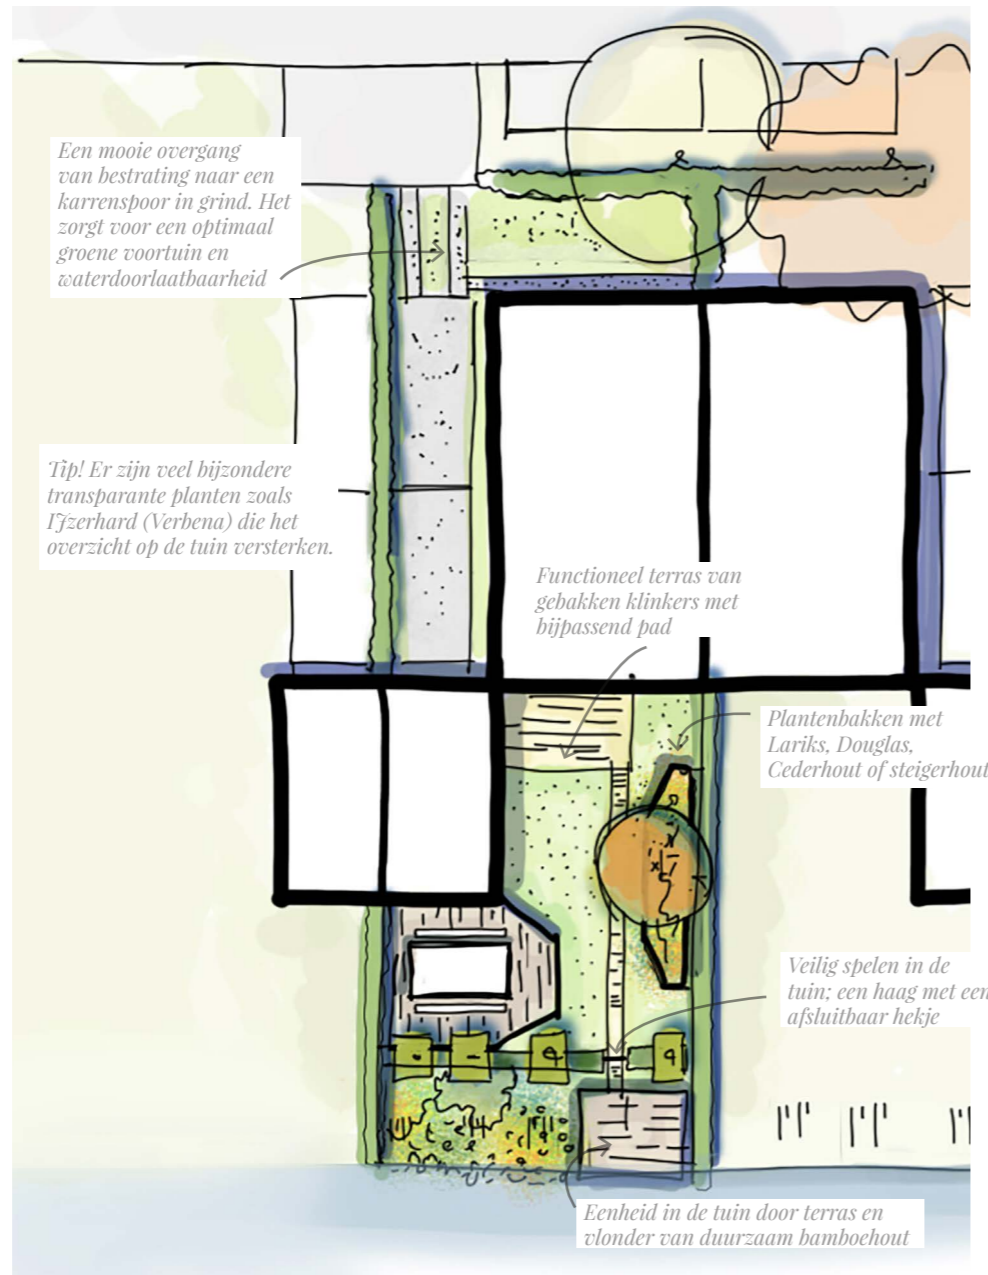 Een mooie overgang
van bestrating naar een
karrenspoor in grind. Het
zorgt voor een optimaal
groene voortuin en
waterdoorlaatbaarheid
Tip! Er zijn veel bijzondere
transparante planten zoals
IJzerhard (Verbena) die het
overzicht op de tuin versterken.
Functioneel terras van
gebakken klinkers met
bijpassend pad
Plantenbakken met
Lariks, Douglas,
Cederhout of steigerhout
Veilig spelen in de
tuin; een haag met een
afsluitbaar hekje
Eenheid in de tuin door terras en
vlonder van duurzaam bamboehout